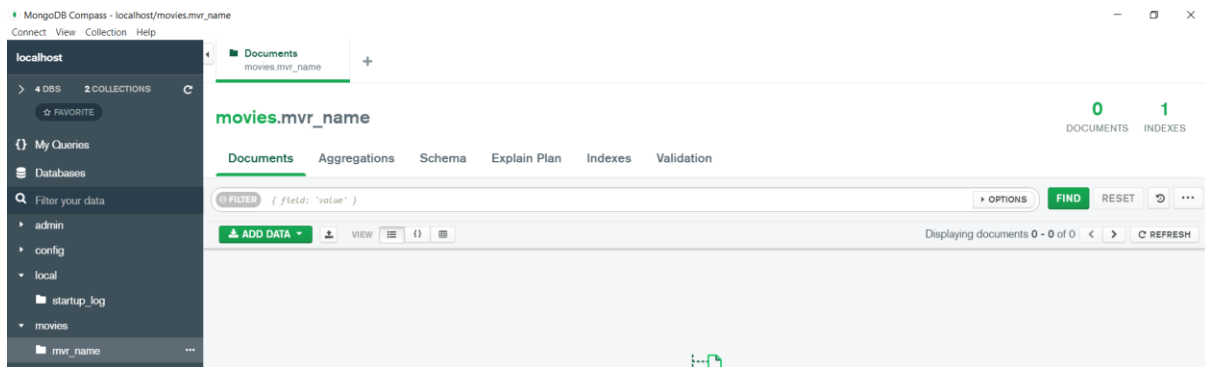 MongoDB Compass - localhost/movies.mvr_name
Connect View Collection Help
localhost
4 DBS 2 COLLECTIONS
FAVORITE
{} My Queries
Databases
Filter your data
admin
config
local
startup_log
movies
mvr_name ...
Documents
movies.mvr_name
+
movies.mvr_name
0 DOCUMENTS
1 INDEXES
Documents Aggregations Schema Explain Plan Indexes Validation
FILTER { field: 'value' } OPTIONS FIND RESET ...
ADD DATA VIEW {} Displaying documents 0 - 0 of 0 < > REFRESH